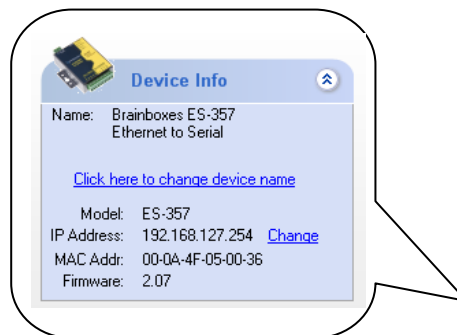 Device Info
Name: Brainboxes ES-357
Ethernet to Serial
Click here to change device name
Model: ES-357
IP Address: 192.168.127.254 Change
MAC Addr: 00-0A-4F-05-00-36
Firmware: 2.07